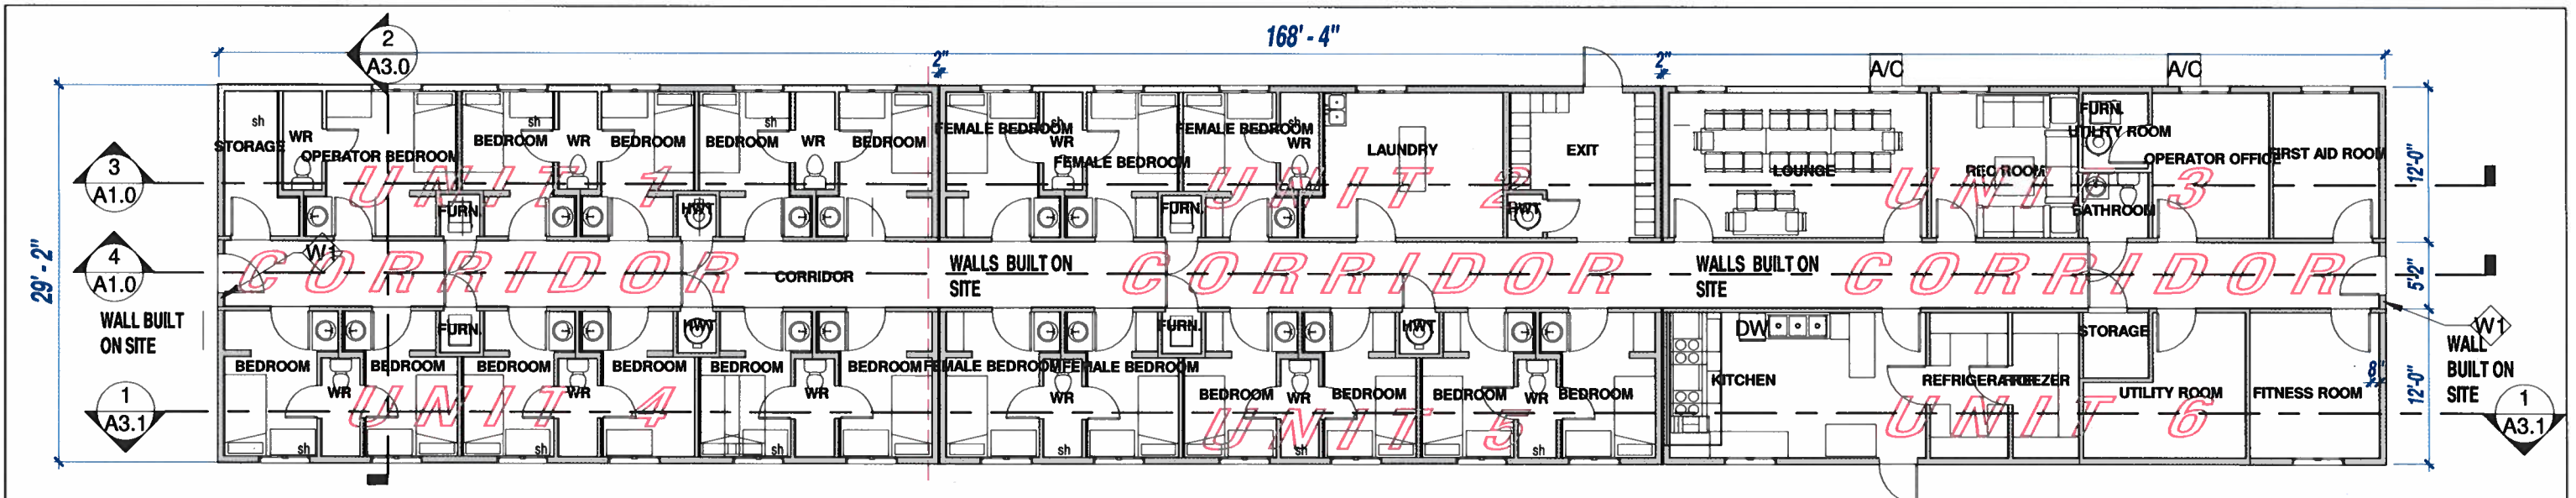 168' - 4"
2
A3.0
2"
2"
A/C
A/C
sh
WR
STORAGE
OPERATOR BEDROOM
BEDROOM
sh
WR
BEDROOM
BEDROOM
sh
WR
BEDROOM
FEMALE BEDROOM
sh
WR
FEMALE BEDROOM
FEMALE BEDROOM
sh
WR
LAUNDRY
EXIT
LOUNGE
REC ROOM
FURN.
UTILITY ROOM
OPERATOR OFFICE
FIRST AID ROOM
12'-0"
3
A1.0
UNIT 1
UNIT 2
UNIT 3
FURN.
HWT
FURN.
HWT
BATHROOM
29' - 2"
4
A1.0
W1
CORRIDOR
CORRIDOR
WALLS BUILT ON
SITE
CORRIDOR
WALLS BUILT ON
SITE
CORRIDOR
5'2"
WALL BUILT
ON SITE
FURN.
HWT
FURN.
HWT
DW
STORAGE
W1
WALL
BUILT ON
SITE
BEDROOM
WR
BEDROOM
BEDROOM
WR
BEDROOM
BEDROOM
WR
BEDROOM
FEMALE BEDROOM
WR
FEMALE BEDROOM
BEDROOM
WR
BEDROOM
BEDROOM
WR
BEDROOM
KITCHEN
REFRIGERATOR
FREEZER
UTILITY ROOM
FITNESS ROOM
8"
12'-0"
1
A3.1
UNIT 4
UNIT 5
UNIT 6
1
A3.1
sh
sh
sh
sh
sh
sh